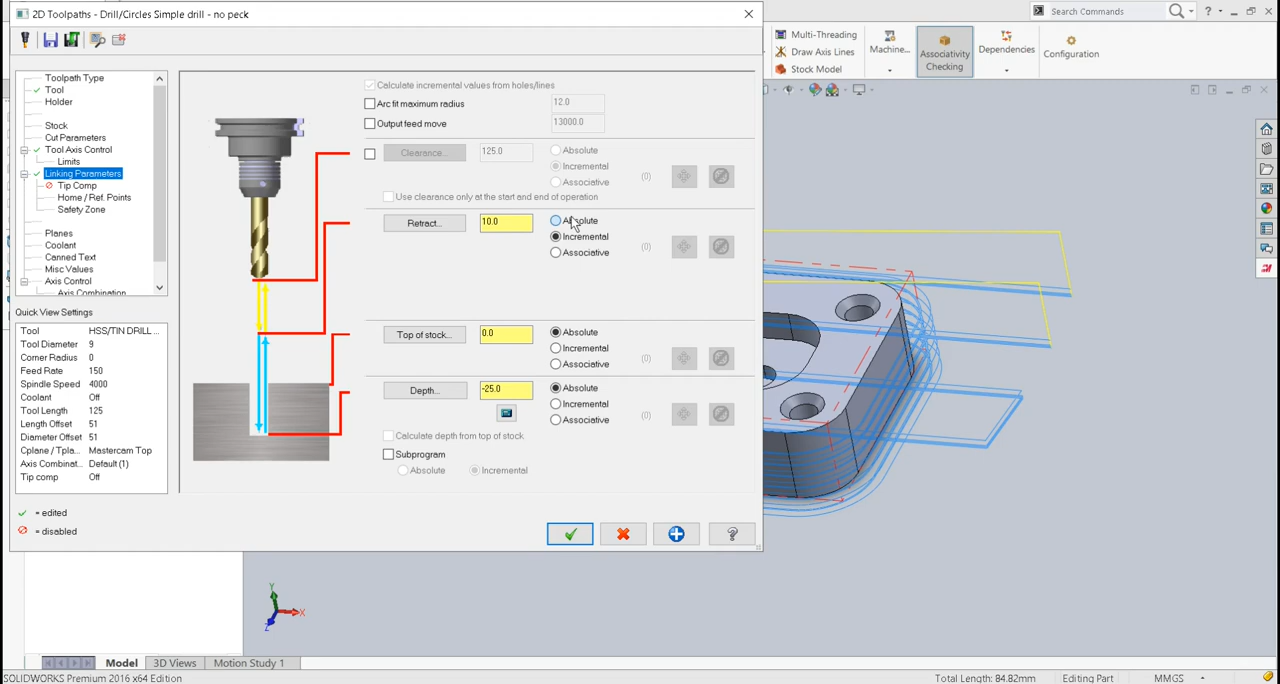 2D Toolpaths - Drill/Circles Simple drill - no peck
Search Commands
Multi-Threading
Draw Axis Lines
Stock Model
Machine...
Associativity
Checking
Dependencies
Configuration
Toolpath Type
Tool
Holder
Stock
Cut Parameters
Tool Axis Control
Limits
Linking Parameters
Tip Comp
Home / Ref. Points
Safety Zone
Planes
Coolant
Canned Text
Misc Values
Axis Control
Axis Combination
Quick View Settings
Tool HSS/TIN DRILL ...
Tool Diameter 9
Corner Radius 0
Feed Rate 150
Spindle Speed 4000
Coolant Off
Tool Length 125
Length Offset 51
Diameter Offset 51
Cplane / Tpla... Mastercam Top
Axis Combinat... Default (1)
Tip comp Off
= edited
= disabled
Calculate incremental values from holes/lines
Arc fit maximum radius 12.0
Output feed move 13000.0
Clearance... 125.0 Absolute
Incremental
Associative (0)
Use clearance only at the start and end of operation
Retract... 10.0 Absolute
Incremental
Associative (0)
Top of stock... 0.0 Absolute
Incremental
Associative (0)
Depth... -25.0 Absolute
Incremental
Associative (0)
Calculate depth from top of stock
Subprogram
Absolute Incremental
Y
X
Z
Model 3D Views Motion Study 1
SOLIDWORKS Premium 2016 x64 Edition Total Length: 84.82mm Editing Part MMGS